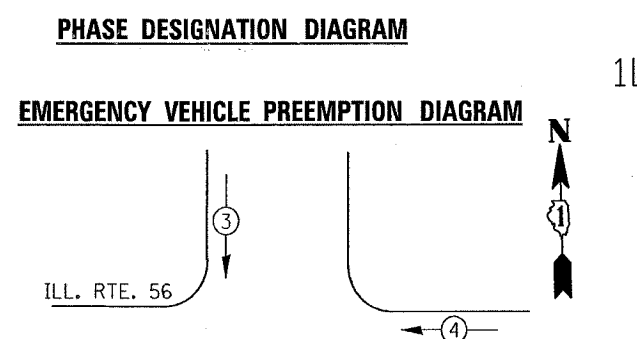 PHASE DESIGNATION DIAGRAM
EMERGENCY VEHICLE PREEMPTION DIAGRAM
N
3
1
ILL. RTE. 56
4